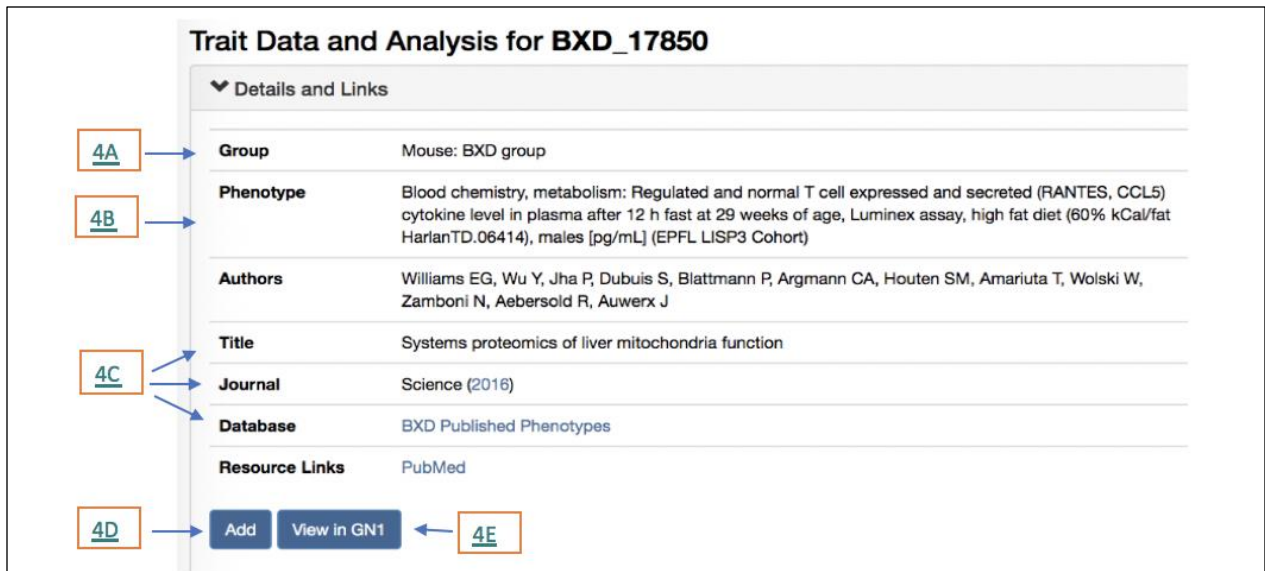 Trait Data and Analysis for BXD_17850
Details and Links
4A
Group Mouse: BXD group
4B
Phenotype Blood chemistry, metabolism: Regulated and normal T cell expressed and secreted (RANTES, CCL5)
cytokine level in plasma after 12 h fast at 29 weeks of age, Luminex assay, high fat diet (60% kCal/fat
HarlanTD.06414), males [pg/mL] (EPFL LISP3 Cohort)
Authors Williams EG, Wu Y, Jha P, Dubuis S, Blattmann P, Argmann CA, Houten SM, Amariuta T, Wolski W,
Zamboni N, Aebersold R, Auwerx J
Title Systems proteomics of liver mitochondria function
4C
Journal Science (2016)
Database BXD Published Phenotypes
Resource Links PubMed
4D
Add View in GN1
4E